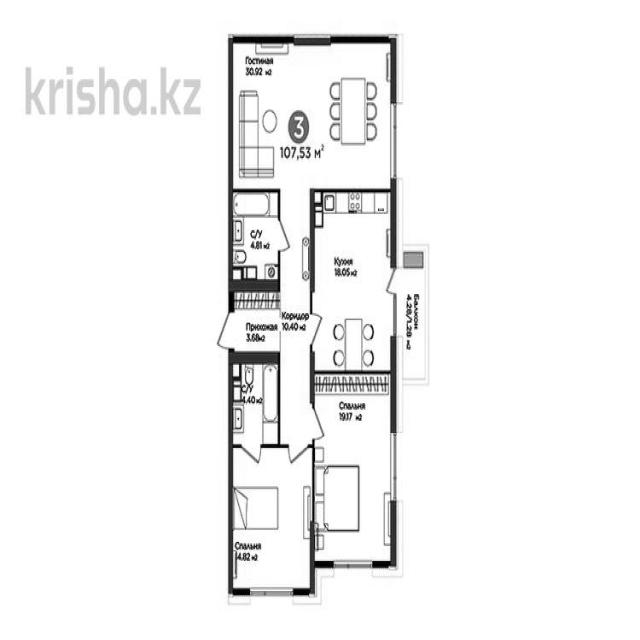 Гостиная
30.92 м²
krisha.kz
3
107,53 м²
С/У
4.81 м²
Кухня
18.05 м²
Балкон
4.28/1.28 м²
Прихожая
3.68 м²
Коридор
10.40 м²
С/У
4.40 м²
Спальня
19.17 м²
Спальня
14.82 м²